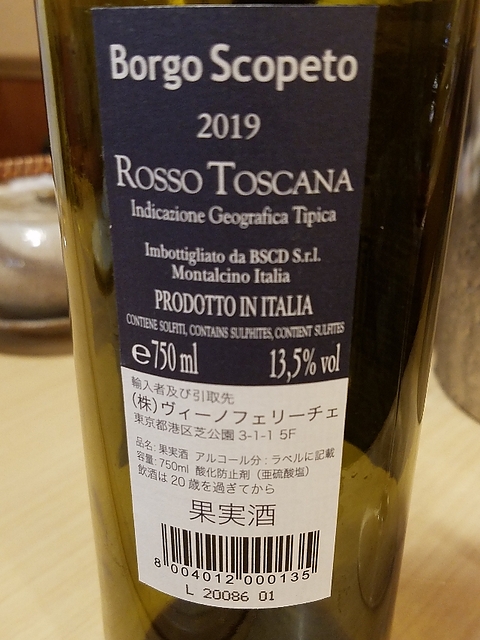 Borgo Scopeto
2019
ROSSO TOSCANA
Indicazione Geografica Tipica
Imbottigliato da BSCD S.r.l.
Montalcino Italia
PRODOTTO IN ITALIA
CONTIENE SOLFITI, CONTAINS SULPHITES, CONTIENT SULFITES
℮750 ml 13,5% vol
輸入者及び引取先
(株)ヴィーノフェリーチェ
東京都港区芝公園 3-1-1 5F
品名: 果実酒 アルコール分 : ラベルに記載
容量: 750ml 酸化防止剤（亜硫酸塩）
飲酒は 20 歳を過ぎてから
果実酒
8 004012 000135
L 20086 01